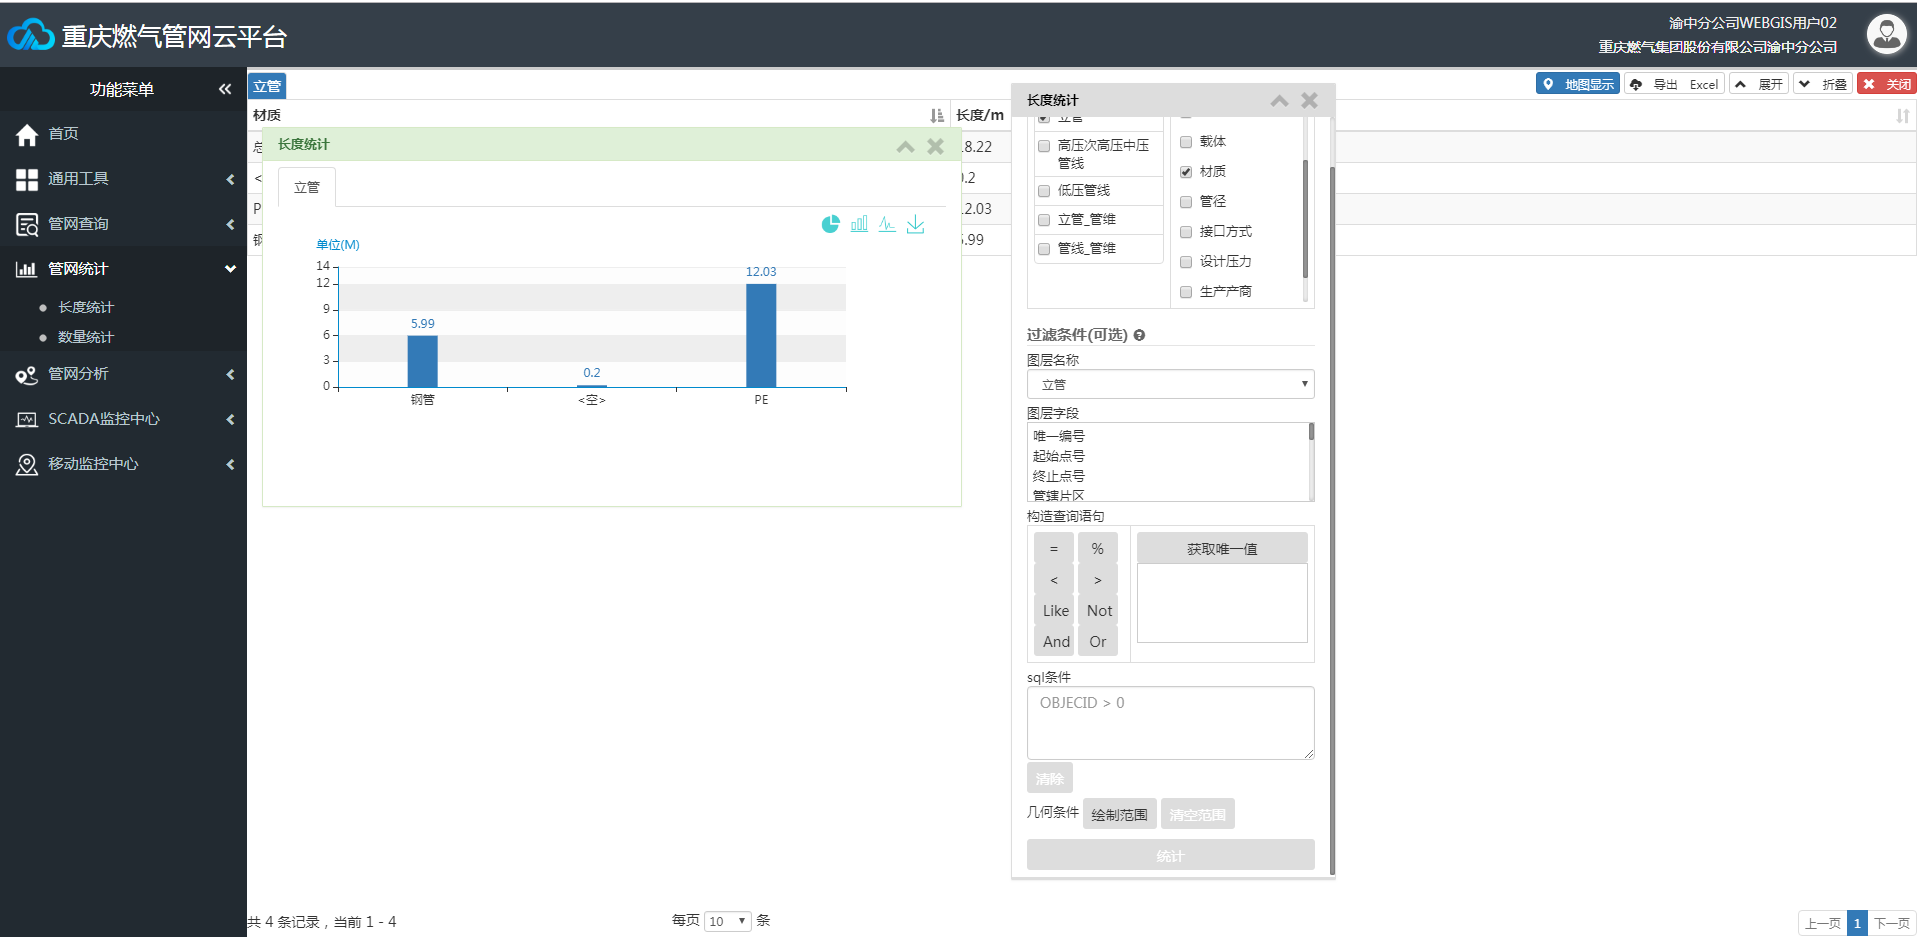 重庆燃气管网云平台
渝中分公司WEBGIS用户02
重庆燃气集团股份有限公司渝中分公司
功能菜单
首页
通用工具
管网查询
管网统计
长度统计
数量统计
管网分析
SCADA监控中心
移动监控中心
立管
地图显示
导出 Excel
展开
折叠
关闭
材质
长度/m
总
<
P
8.22
.2
2.03
.99
长度统计
立管
单位(M)
14
12
9
6
3
0
5.99
0.2
12.03
钢管
<空>
PE
长度统计
立管
高压次高压中压管线
低压管线
立管_管维
管线_管维
载体
材质
管径
接口方式
设计压力
生产产商
过滤条件(可选)
图层名称
立管
图层字段
唯一编号
起始点号
终止点号
管辖片区
构造查询语句
= %
< >
Like Not
And Or
获取唯一值
sql条件
OBJECID > 0
清除
几何条件 绘制范围 清空范围
统计
共 4 条记录，当前 1 - 4
每页 10 条
上一页 1 下一页